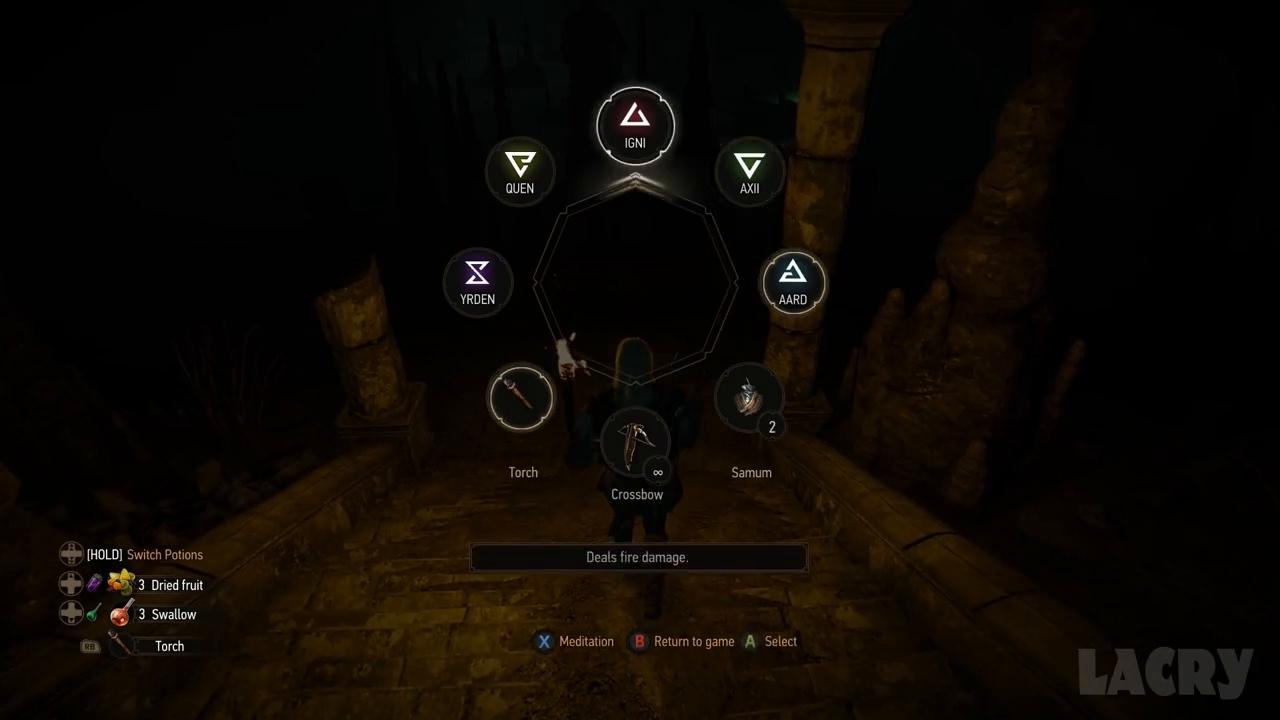 IGNI
QUEN
AXII
YRDEN
AARD
2
Torch
∞
Samum
Crossbow
[HOLD] Switch Potions
Deals fire damage.
3 Dried fruit
3 Swallow
RB Torch
X Meditation B Return to game A Select
LACRY